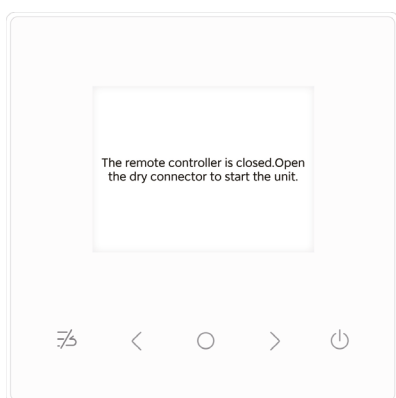 The remote controller is closed.Open
the dry connector to start the unit.